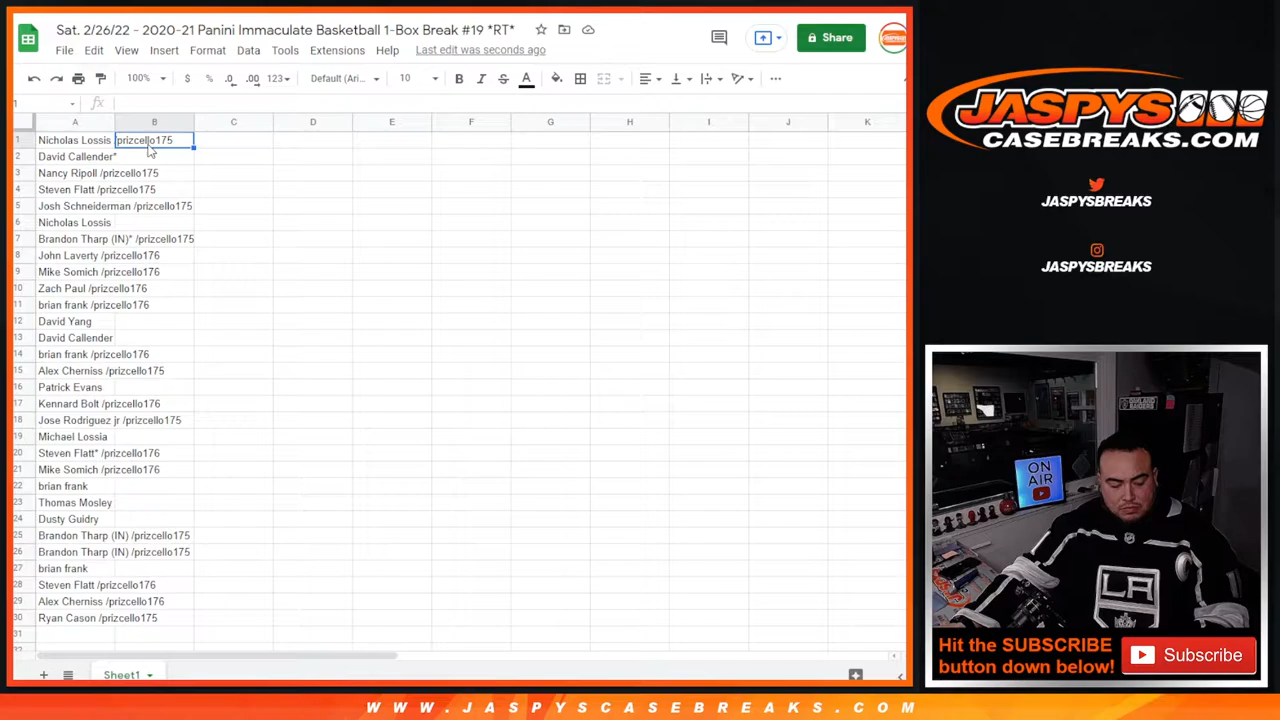 Sat. 2/26/22 - 2020-21 Panini Immaculate Basketball 1-Box Break #19 *RT*
File Edit View Insert Format Data Tools Extensions Help Last edit was seconds ago
Share
100% $ % .0 .00 123 Default (Ari... 10 B I S A
1 fx
A B C D E F G H I J K
1 Nicholas Lossis /prizcello175
2 David Callender*
3 Nancy Ripoll /prizcello175
4 Steven Flatt /prizcello175
5 Josh Schneiderman /prizcello175
6 Nicholas Lossis
7 Brandon Tharp (IN)* /prizcello175
8 John Laverty /prizcello176
9 Mike Somich /prizcello176
10 Zach Paul /prizcello176
11 brian frank /prizcello176
12 David Yang
13 David Callender
14 brian frank /prizcello176
15 Alex Cherniss /prizcello175
16 Patrick Evans
17 Kennard Bolt /prizcello176
18 Jose Rodriguez jr /prizcello175
19 Michael Lossia
20 Steven Flatt* /prizcello176
21 Mike Somich /prizcello176
22 brian frank
23 Thomas Mosley
24 Dusty Guidry
25 Brandon Tharp (IN) /prizcello175
26 Brandon Tharp (IN) /prizcello175
27 brian frank
28 Steven Flatt /prizcello176
29 Alex Cherniss /prizcello176
30 Ryan Cason /prizcello175
31
Sheet1
JASPYS
CASEBREAKS.COM
JASPYSBREAKS
JASPYSBREAKS
OAKLAND
RAIDERS
ON
AIR
LA
Hit the SUBSCRIBE
button down below!
Subscribe
WWW.JASPYSCASEBREAKS.COM